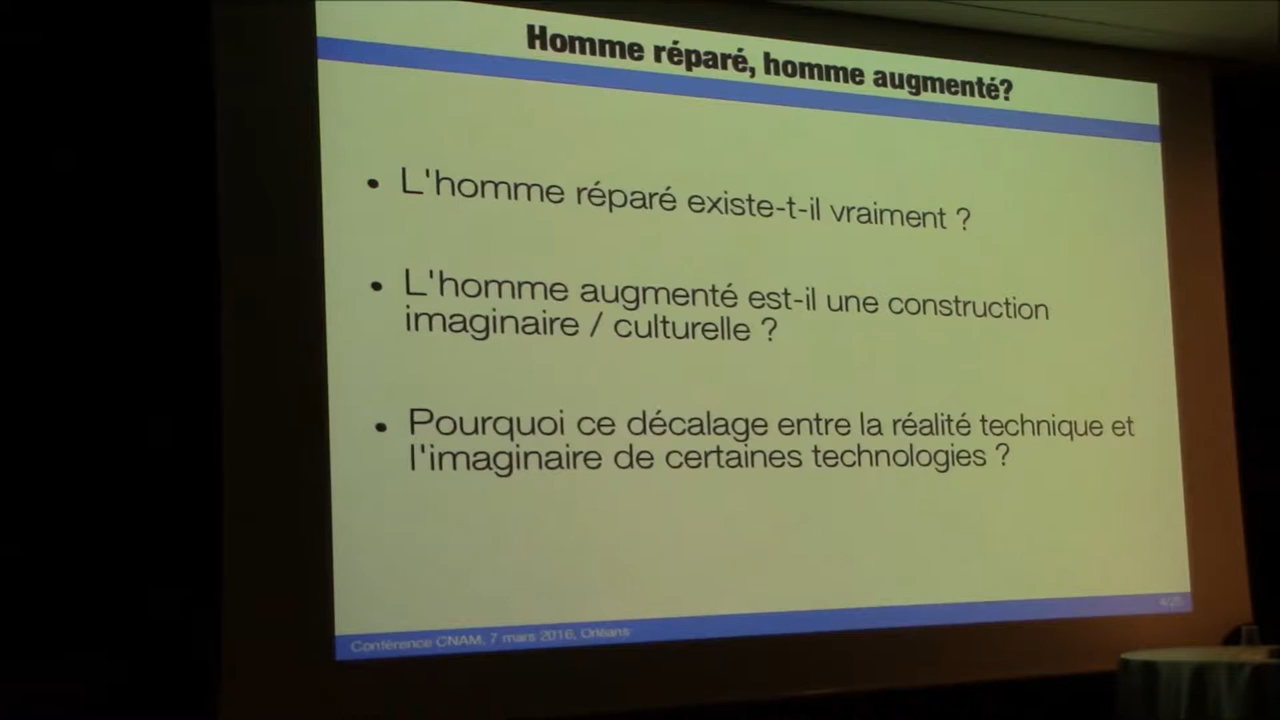 Homme réparé, homme augmenté?
• L'homme réparé existe-t-il vraiment ?
• L'homme augmenté est-il une construction
imaginaire / culturelle ?
• Pourquoi ce décalage entre la réalité technique et
l'imaginaire de certaines technologies ?
Conférence CNAM, 7 mars 2016, Orléans